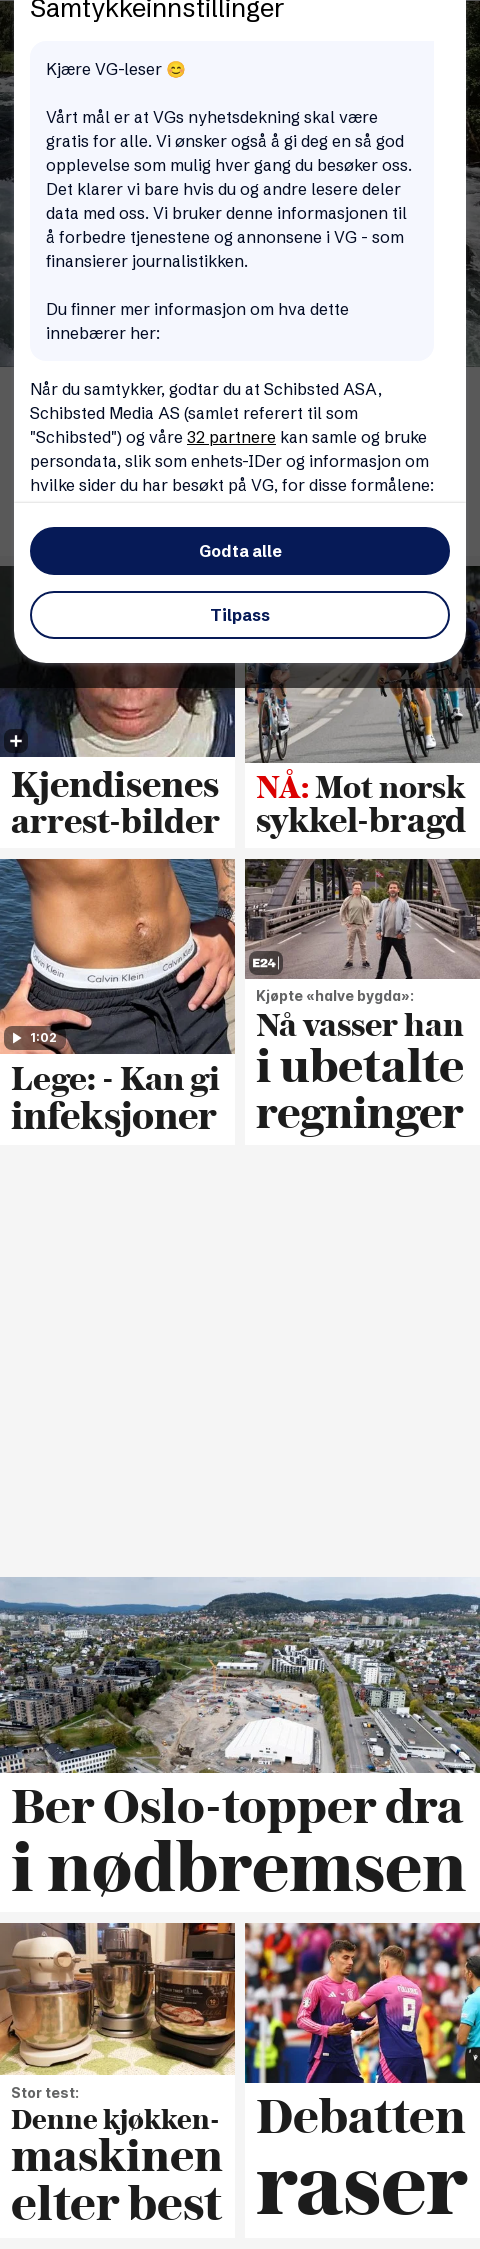 Samtykkeinnstillinger
Kjære VG-leser 😊
Vårt mål er at VGs nyhetsdekning skal være
gratis for alle. Vi ønsker også å gi deg en så god
opplevelse som mulig hver gang du besøker oss.
Det klarer vi bare hvis du og andre lesere deler
data med oss. Vi bruker denne informasjonen til
å forbedre tjenestene og annonsene i VG - som
finansierer journalistikken.
Du finner mer informasjon om hva dette
innebærer her:
Når du samtykker, godtar du at Schibsted ASA,
Schibsted Media AS (samlet referert til som
"Schibsted") og våre 32 partnere kan samle og bruke
persondata, slik som enhets-IDer og informasjon om
hvilke sider du har besøkt på VG, for disse formålene:
Godta alle
Tilpass
Kjendisenes
arrest-bilder
NÅ: Mot norsk
sykkel-bragd
Calvin Klein
Calvin Klein
1:02
Lege: - Kan gi
infeksjoner
E24
Kjøpte «halve bygda»:
Nå vasser han
i ubetalte
regninger
Ber Oslo-topper dra
i nødbremsen
Stor test:
Denne kjøkken-
maskinen
elter best
9
Debatten
raser